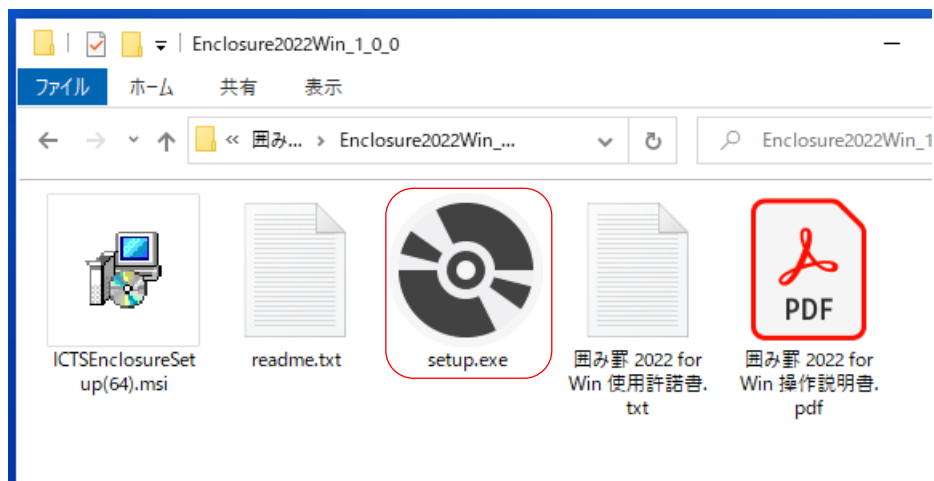 Enclosure2022Win_1_0_0
ファイル ホーム 共有 表示
« 囲み... › Enclosure2022Win_... Enclosure2022Win_1
ICTSEnclosureSet
up(64).msi
readme.txt
setup.exe
囲み罫 2022 for
Win 使用許諾書.
txt
PDF
囲み罫 2022 for
Win 操作説明書.
pdf